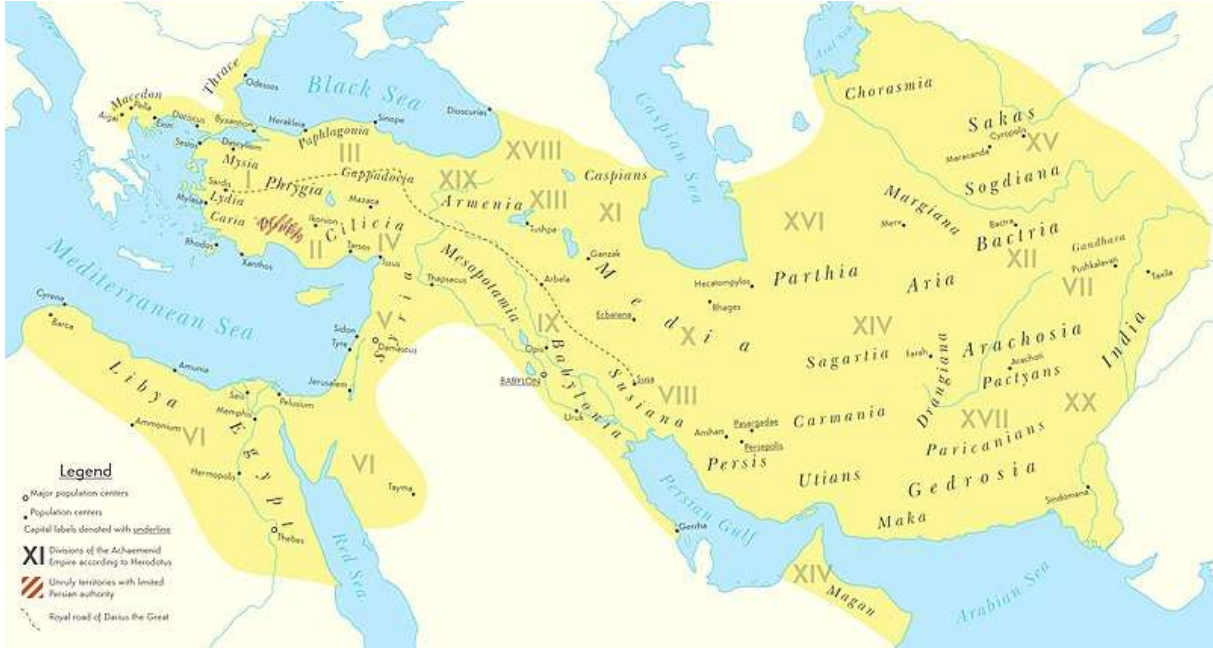 Black Sea
Caspian Sea
Aral Sea
Mediterranean Sea
Red Sea
Persian Gulf
Arabian Sea
Macedon
Thrace
Argai
Pella
Eion
Doriscus
Byzantion
Odessos
Sestos
Dascylium
Herakleia
Paphlagonia
Sinope
Dioscurias
Mysia
I
III
Phrygia
Cappadocia
Sardis
Lydia
Mylasa
Caria
Mazaca
Ikonion
Cilicia
II
IV
Tarsos
Issus
Rhodos
Xanthos
XVIII
XIX
Armenia
XIII
Tushpa
Caspians
XI
Ganzak
Media
X
Ecbatana
Rhages
Hecatompylos
Thapsacus
Mesopotamia
Arbela
IX
Opis
BABYLON
Babylonia
Uruk
Susiana
Susa
VIII
V
Sidon
Tyre
Damascus
Jerusalem
Cyrene
Barca
Libya
Amunia
Ammonium
VI
Sais
Memphis
Pelusium
Egypt
Hermopolis
Thebes
VI
Tayma
Gerrha
Anshan
Pasargadae
Persepolis
Persis
Carmania
Utians
Maka
Gedrosia
Paricanians
XVII
XX
Sindomana
XIV
Magan
Chorasmia
Sakas
Cyropolis
Maracanda
XV
Sogdiana
XVI
Margiana
Merv
Bactra
Bactria
XII
Parthia
Aria
Gandhara
Pushkalavati
Taxila
VII
XIV
Sagartia
Farah
Drangiana
Arachosia
Arachoti
Pactyans
India
Legend
Major population centers
Population centers
Capital labels denoted with underline
XI Divisions of the Achaemenid
Empire according to Herodotus
Unruly territories with limited
Persian authority
Royal road of Darius the Great